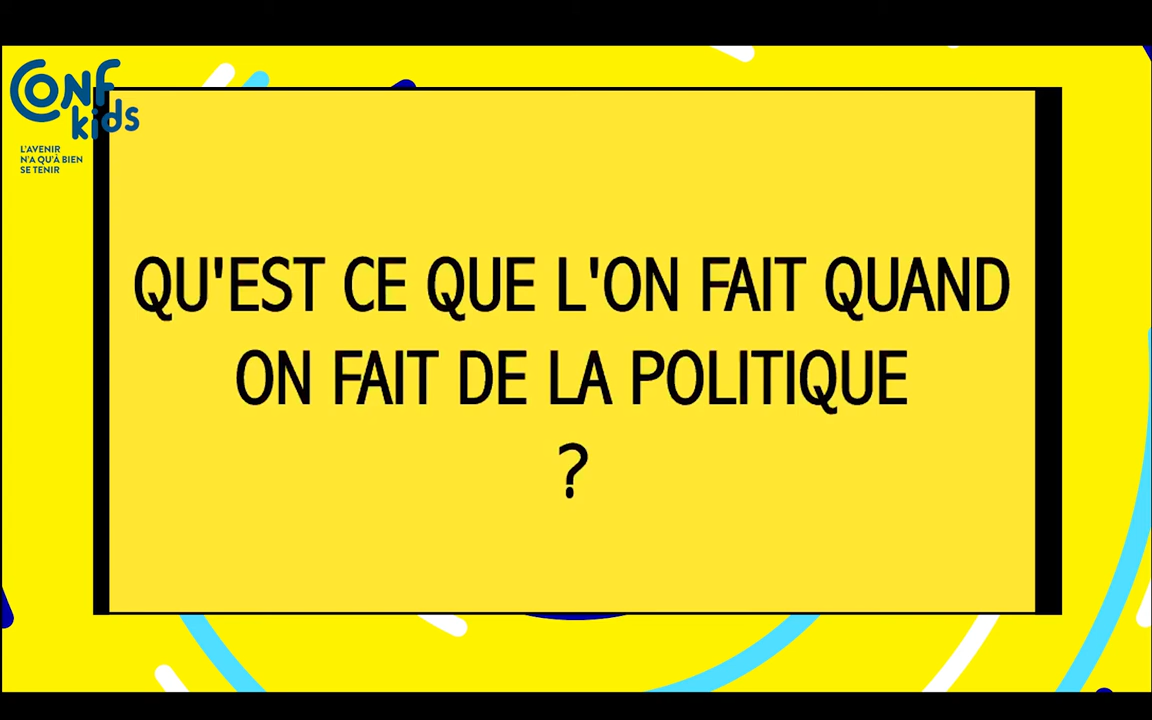 CONF
kids
L'AVENIR
N'A QU'À BIEN
SE TENIR
QU'EST CE QUE L'ON FAIT QUAND
ON FAIT DE LA POLITIQUE
?